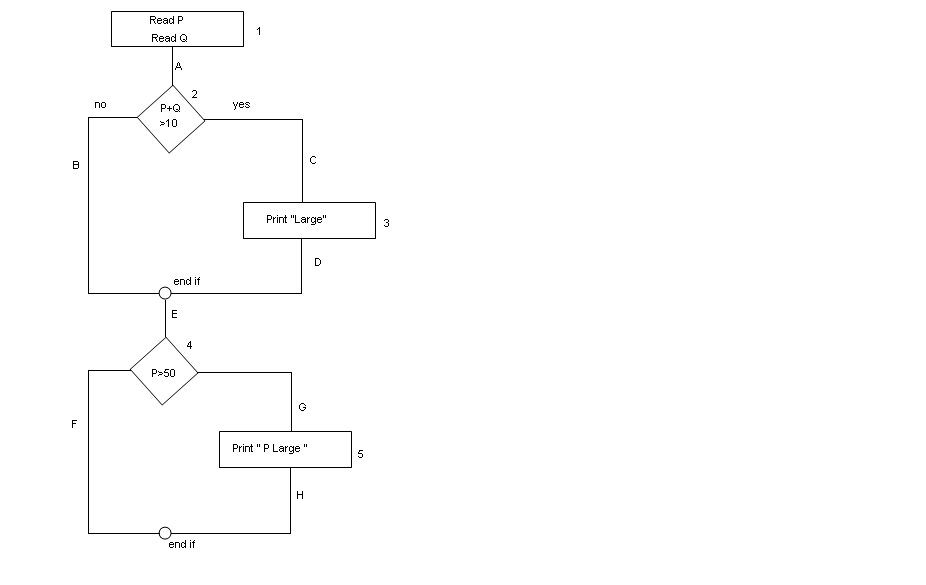 Read P
Read Q
1
A
2
no
P+Q
>10
yes
B
C
Print "Large"
3
D
end if
E
4
P>50
F
G
Print " P Large "
5
H
end if